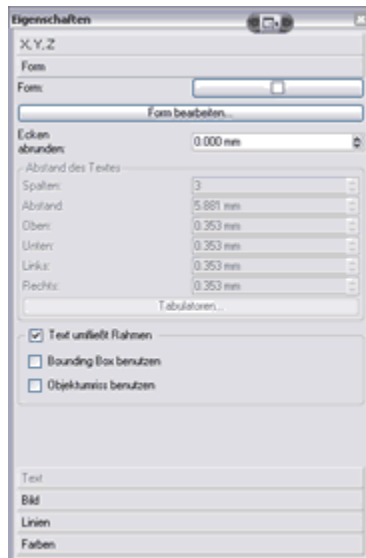 Eigenschaften
X, Y, Z
Form
Form:
Form bearbeiten...
Ecken
abrunden:
0.000 mm
Abstand des Textes
Spalten: 3
Abstand 5.881 mm
Oben: 0.353 mm
Unten: 0.353 mm
Links: 0.353 mm
Rechts: 0.353 mm
Tabulatoren...
Text umfließt Rahmen
Bounding Box benutzen
Objektumriss benutzen
Text
Bild
Linien
Farben